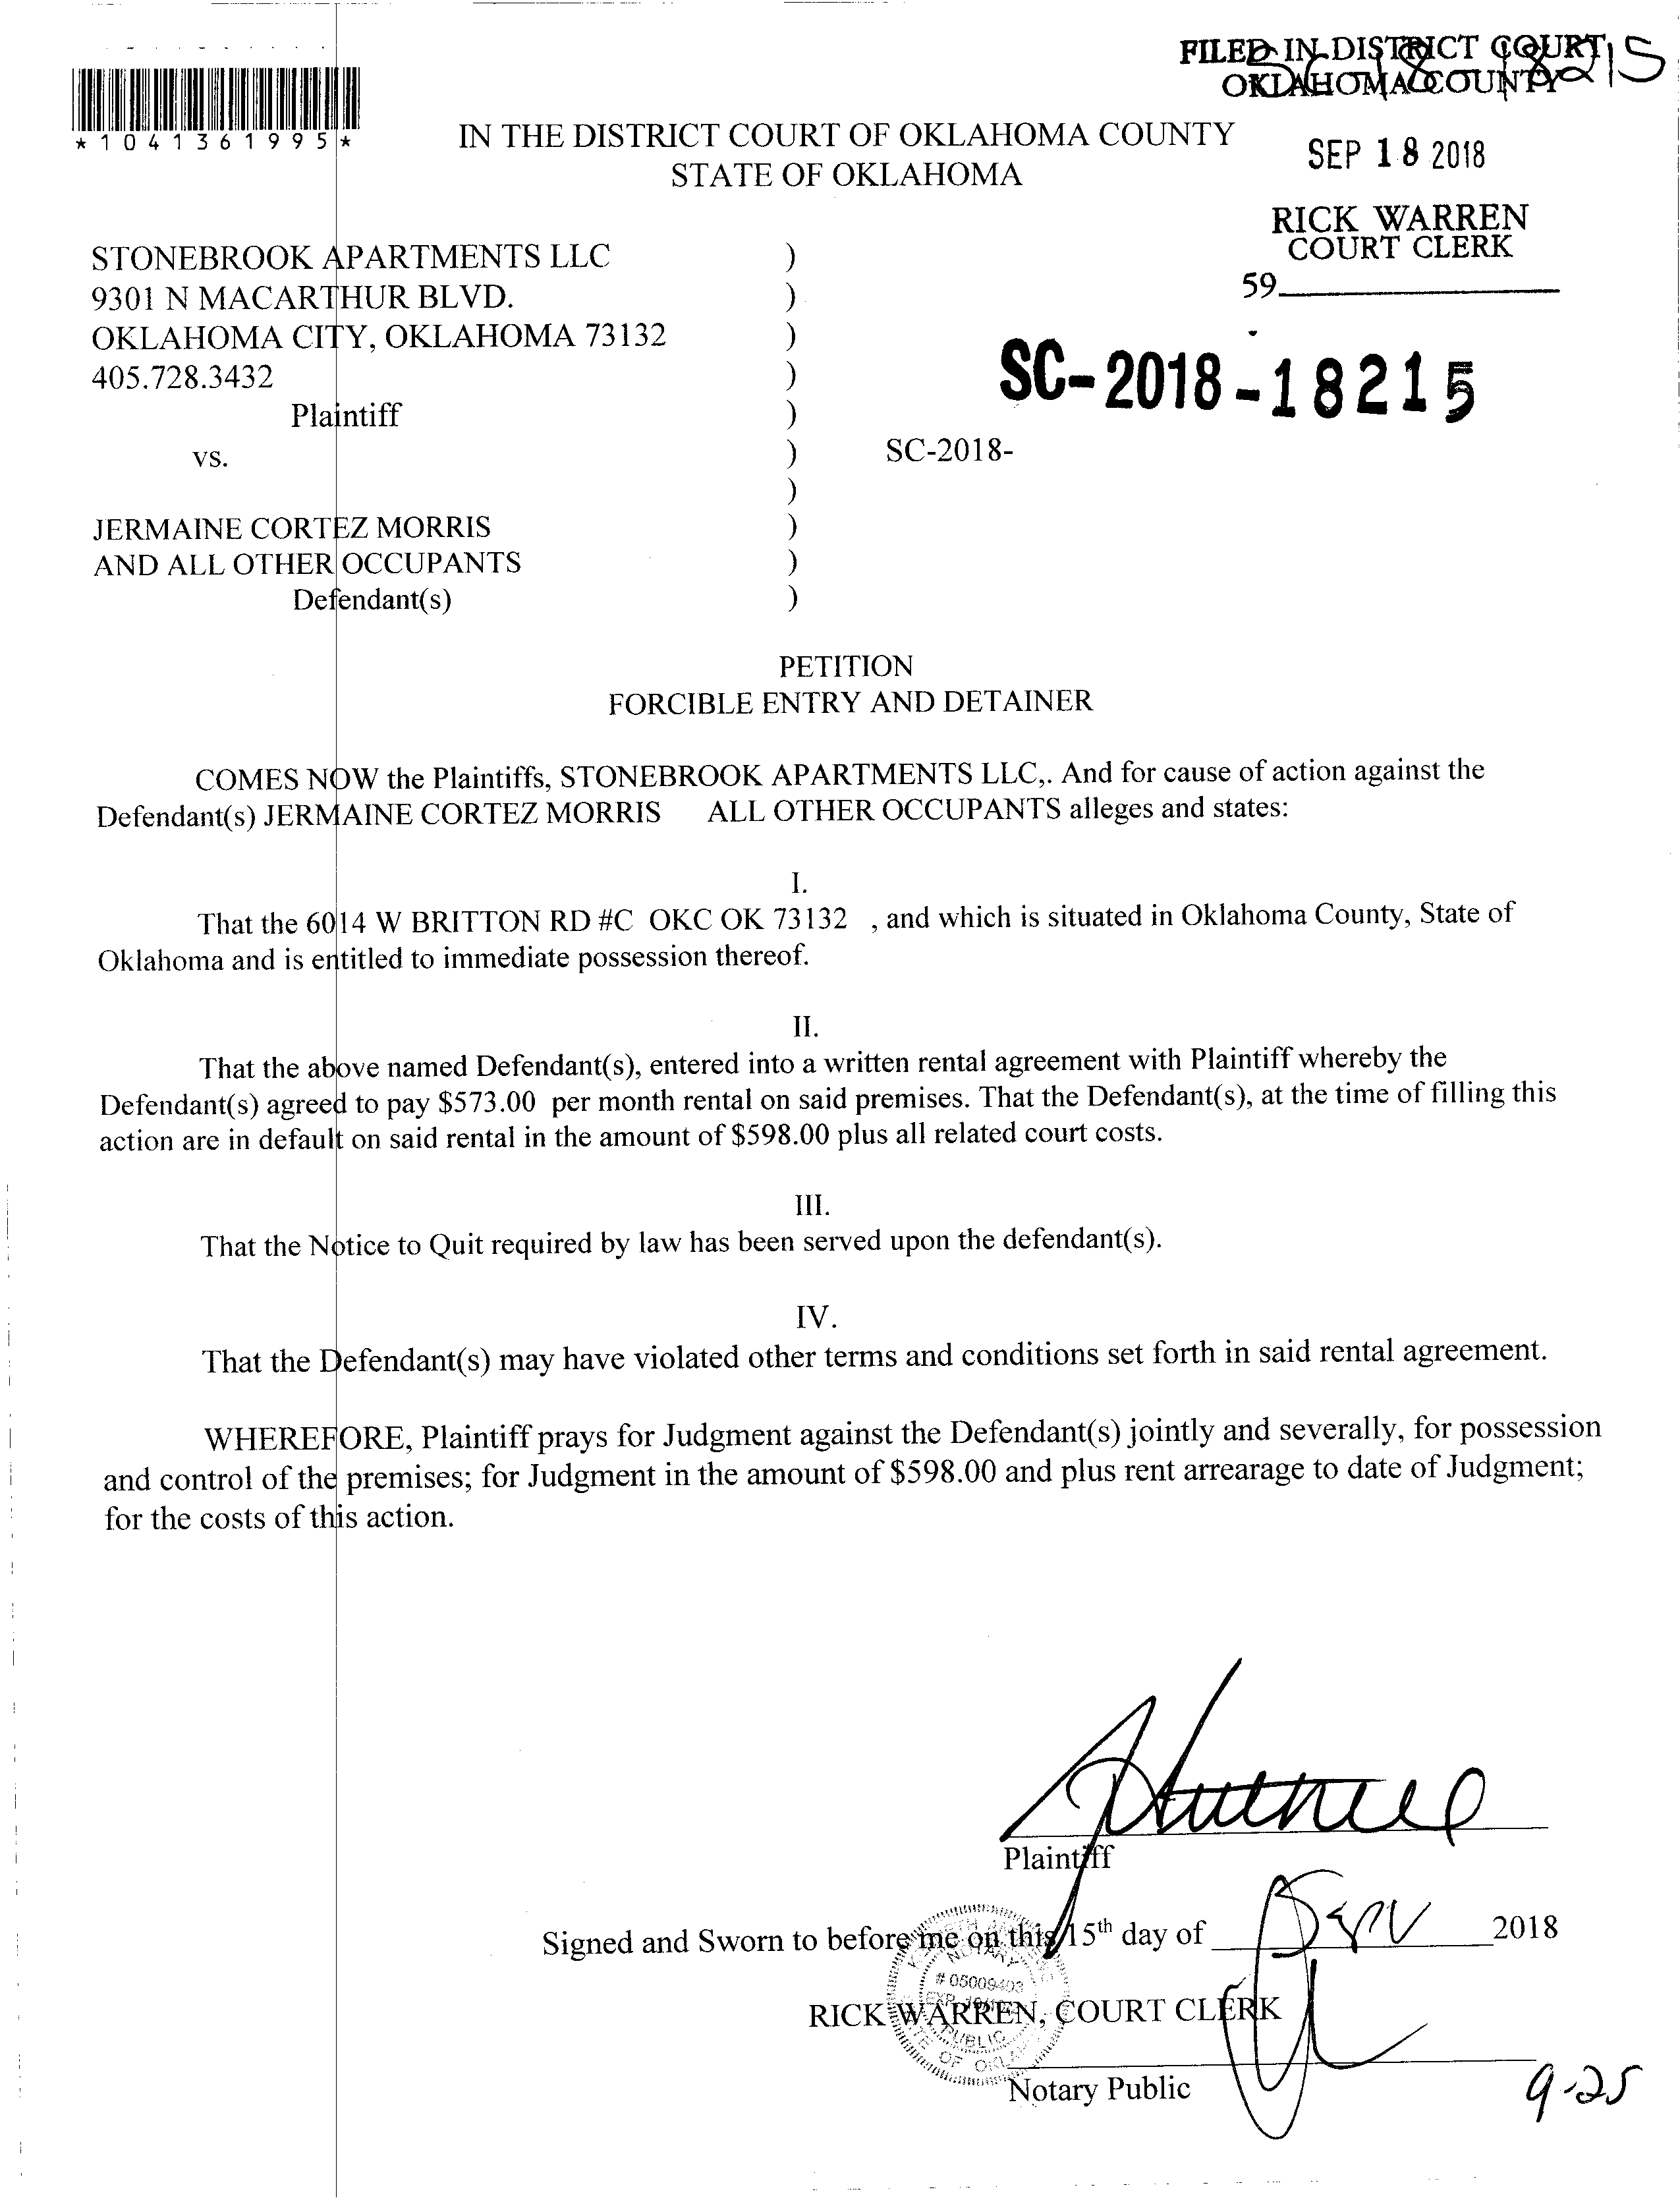 FILED IN DISTRICT COURT
OKLAHOMA COUNTY
SC 18 18215
*1041361995*
IN THE DISTRICT COURT OF OKLAHOMA COUNTY
STATE OF OKLAHOMA
SEP 18 2018
RICK WARREN
COURT CLERK
59
STONEBROOK APARTMENTS LLC )
9301 N MACARTHUR BLVD. )
OKLAHOMA CITY, OKLAHOMA 73132 )
405.728.3432 )
Plaintiff )
SC-2018-18215
vs. ) SC-2018-
)
JERMAINE CORTEZ MORRIS )
AND ALL OTHER OCCUPANTS )
Defendant(s) )
PETITION
FORCIBLE ENTRY AND DETAINER
COMES NOW the Plaintiffs, STONEBROOK APARTMENTS LLC,. And for cause of action against the
Defendant(s) JERMAINE CORTEZ MORRIS ALL OTHER OCCUPANTS alleges and states:
I.
That the 6014 W BRITTON RD #C OKC OK 73132 , and which is situated in Oklahoma County, State of
Oklahoma and is entitled to immediate possession thereof.
II.
That the above named Defendant(s), entered into a written rental agreement with Plaintiff whereby the
Defendant(s) agreed to pay $573.00 per month rental on said premises. That the Defendant(s), at the time of filling this
action are in default on said rental in the amount of $598.00 plus all related court costs.
III.
That the Notice to Quit required by law has been served upon the defendant(s).
IV.
That the Defendant(s) may have violated other terms and conditions set forth in said rental agreement.
WHEREFORE, Plaintiff prays for Judgment against the Defendant(s) jointly and severally, for possession
and control of the premises; for Judgment in the amount of $598.00 and plus rent arrearage to date of Judgment;
for the costs of this action.
Plaintiff
Signed and Sworn to before me on this 15th day of 2018
NOTARY
# 05009403
PUBLIC
RICK WARREN, COURT CLERK
Notary Public
9-25